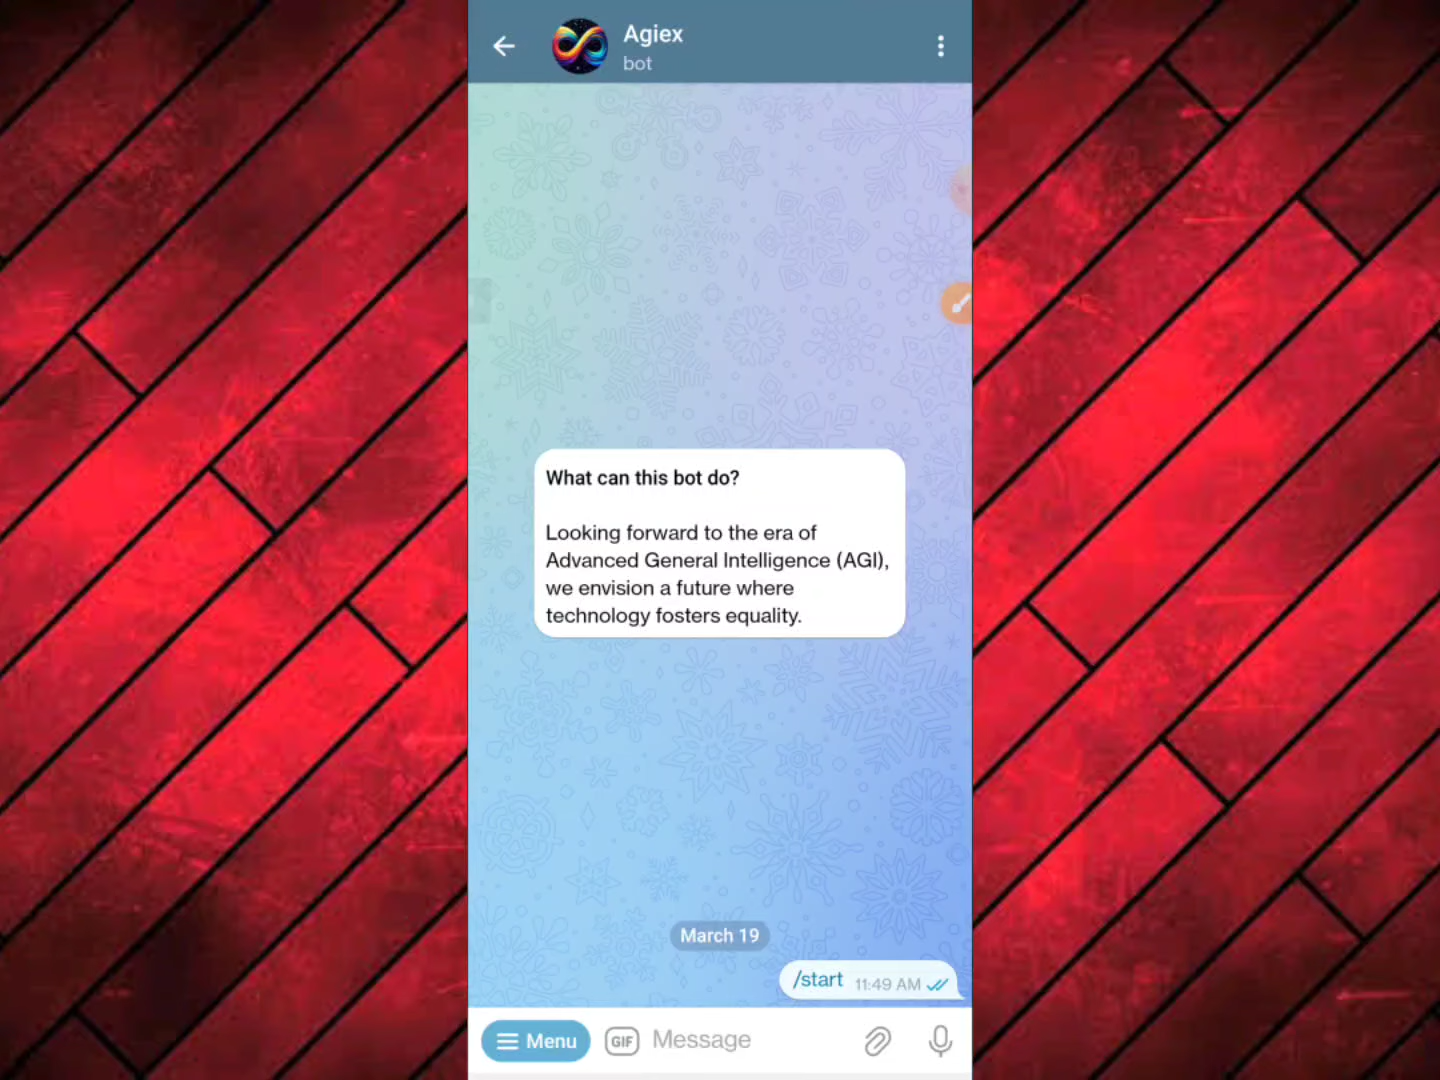 Agiex
bot
What can this bot do?
Looking forward to the era of
Advanced General Intelligence (AGI),
we envision a future where
technology fosters equality.
March 19
/start 11:49 AM
Menu
GIF
Message